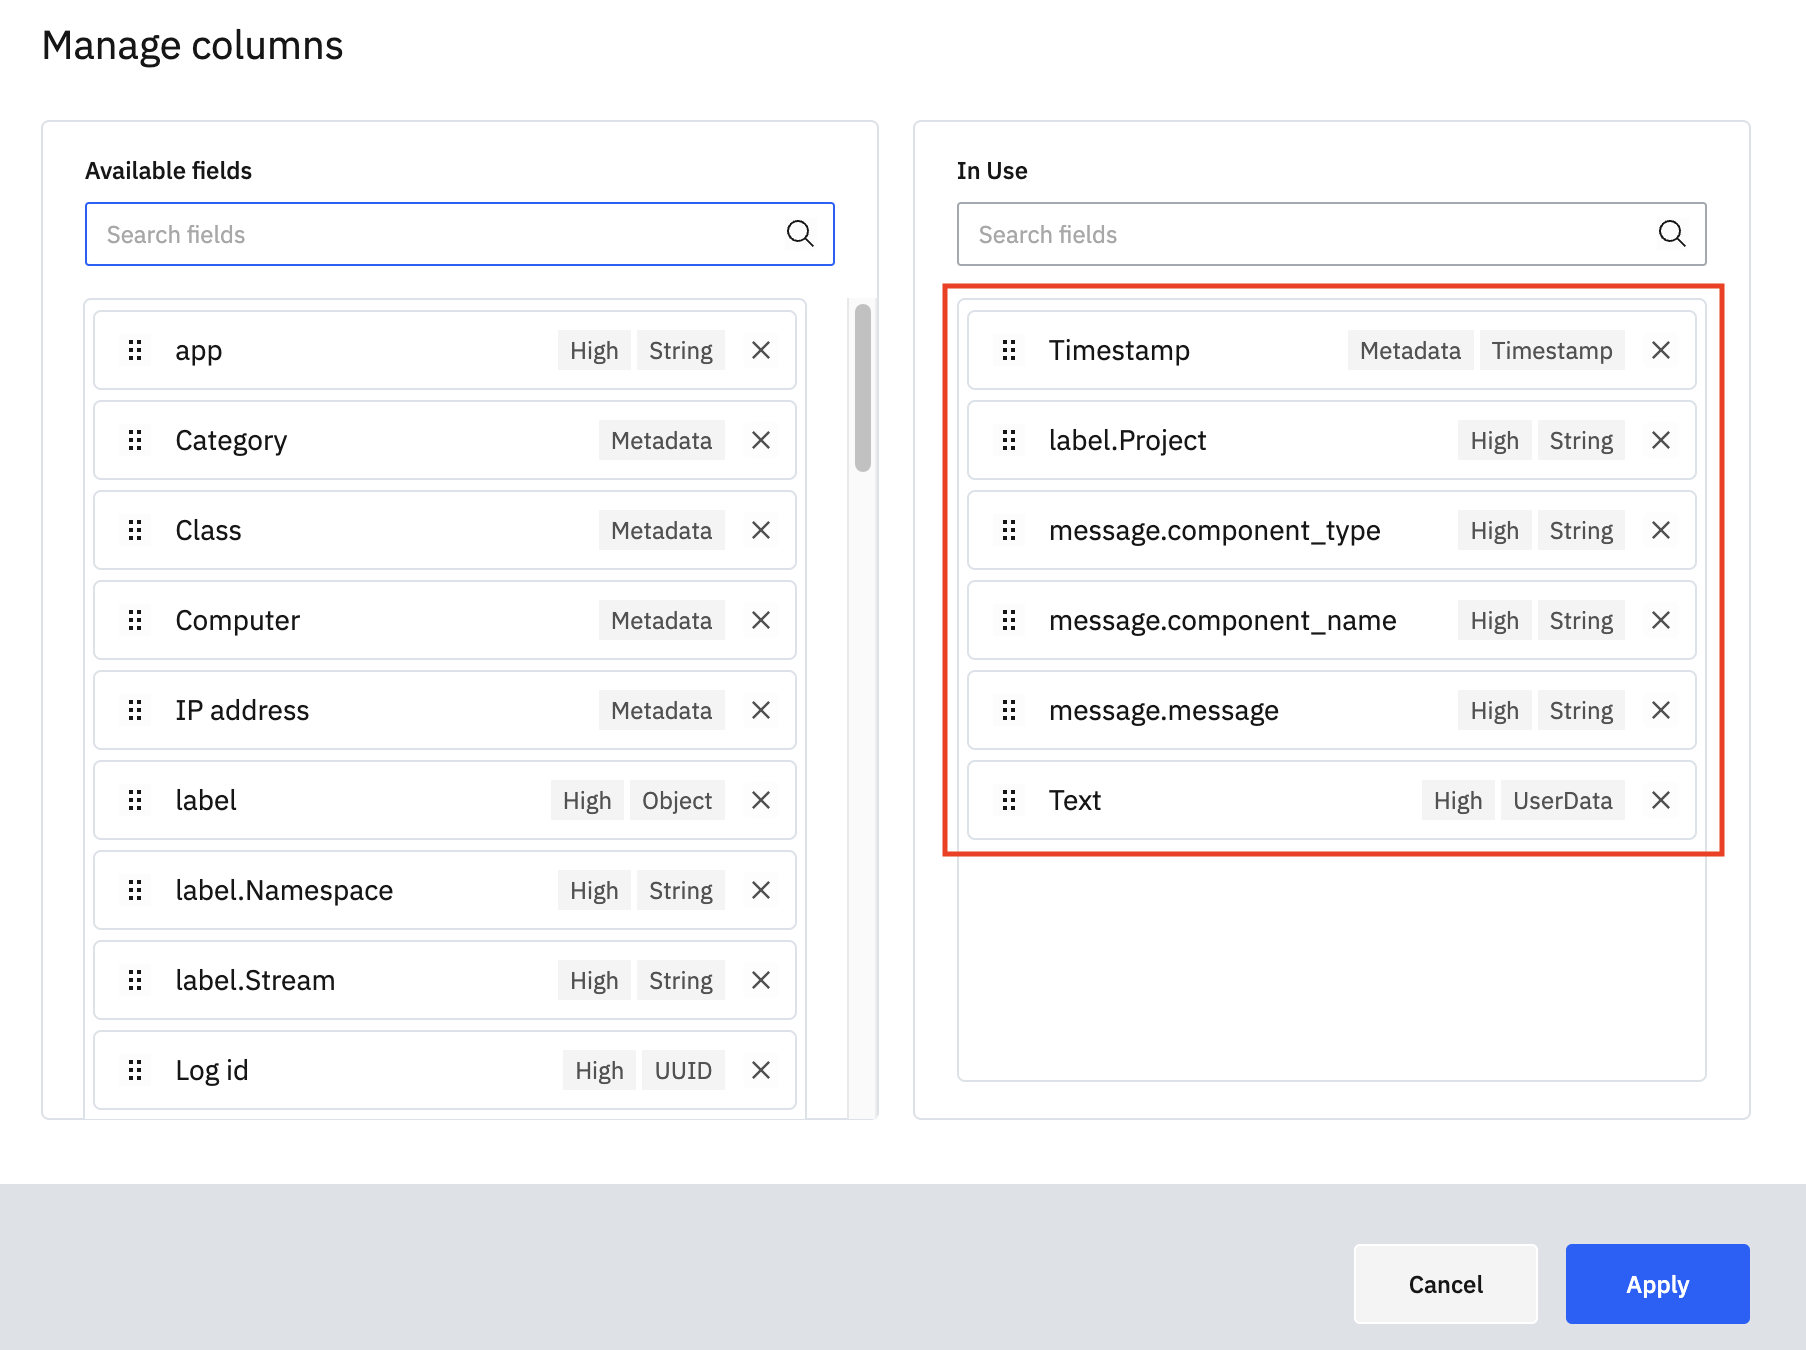 Manage columns
Available fields
Search fields
app High String
Category Metadata
Class Metadata
Computer Metadata
IP address Metadata
label High Object
label.Namespace High String
label.Stream High String
Log id High UUID
In Use
Search fields
Timestamp Metadata Timestamp
label.Project High String
message.component_type High String
message.component_name High String
message.message High String
Text High UserData
Cancel
Apply